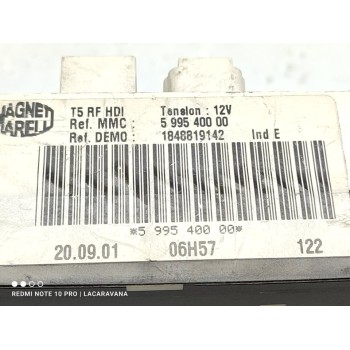 MAGNETI
MARELLI
T5 RF HDI Tension : 12V
Ref. MMC : 5 995 400 00
Ref. DEMO : 1848819142 Ind E
*5 995 400 00*
20.09.01 06H57 122
REDMI NOTE 10 PRO | LACARAVANA